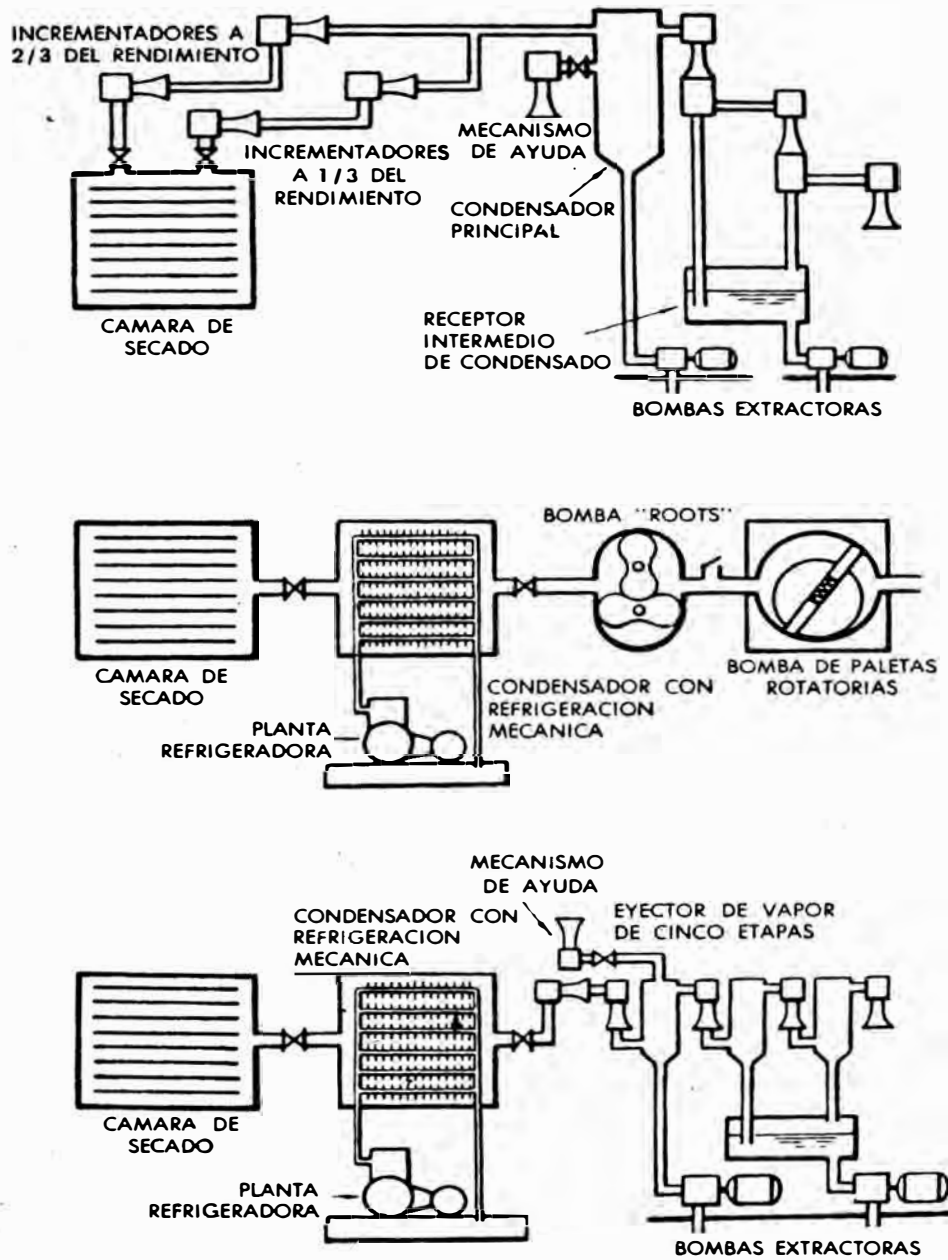 INCREMENTADORES A
2/3 DEL RENDIMIENTO
INCREMENTADORES
A 1/3 DEL
RENDIMIENTO
MECANISMO
DE AYUDA
CONDENSADOR
PRINCIPAL
CAMARA DE
SECADO
RECEPTOR
INTERMEDIO
DE CONDENSADO
BOMBAS EXTRACTORAS
BOMBA "ROOTS"
CAMARA DE
SECADO
PLANTA
REFRIGERADORA
CONDENSADOR CON
REFRIGERACION
MECANICA
BOMBA DE PALETAS
ROTATORIAS
MECANISMO
DE AYUDA
CONDENSADOR CON
REFRIGERACION
MECANICA
EYECTOR DE VAPOR
DE CINCO ETAPAS
CAMARA DE
SECADO
PLANTA
REFRIGERADORA
BOMBAS EXTRACTORAS